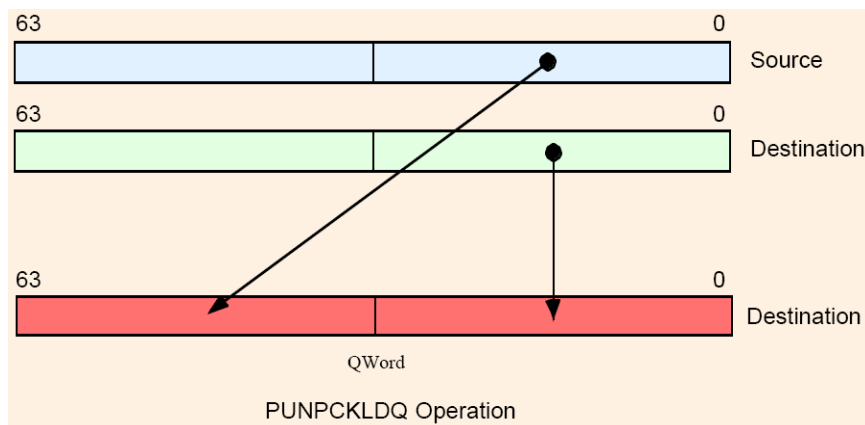 63 0
Source
63 0
Destination
63 0
Destination
QWord
PUNPCKLDQ Operation